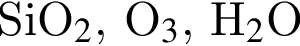 SiO₂, O₃, H₂O